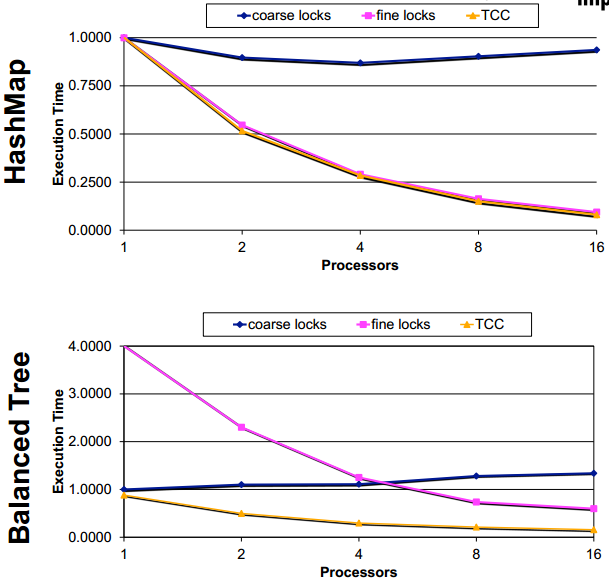 coarse locks fine locks TCC
HashMap
Execution Time
1.0000
0.7500
0.5000
0.2500
0.0000
1 2 4 8 16
Processors
coarse locks fine locks TCC
Balanced Tree
Execution Time
4.0000
3.0000
2.0000
1.0000
0.0000
1 2 4 8 16
Processors